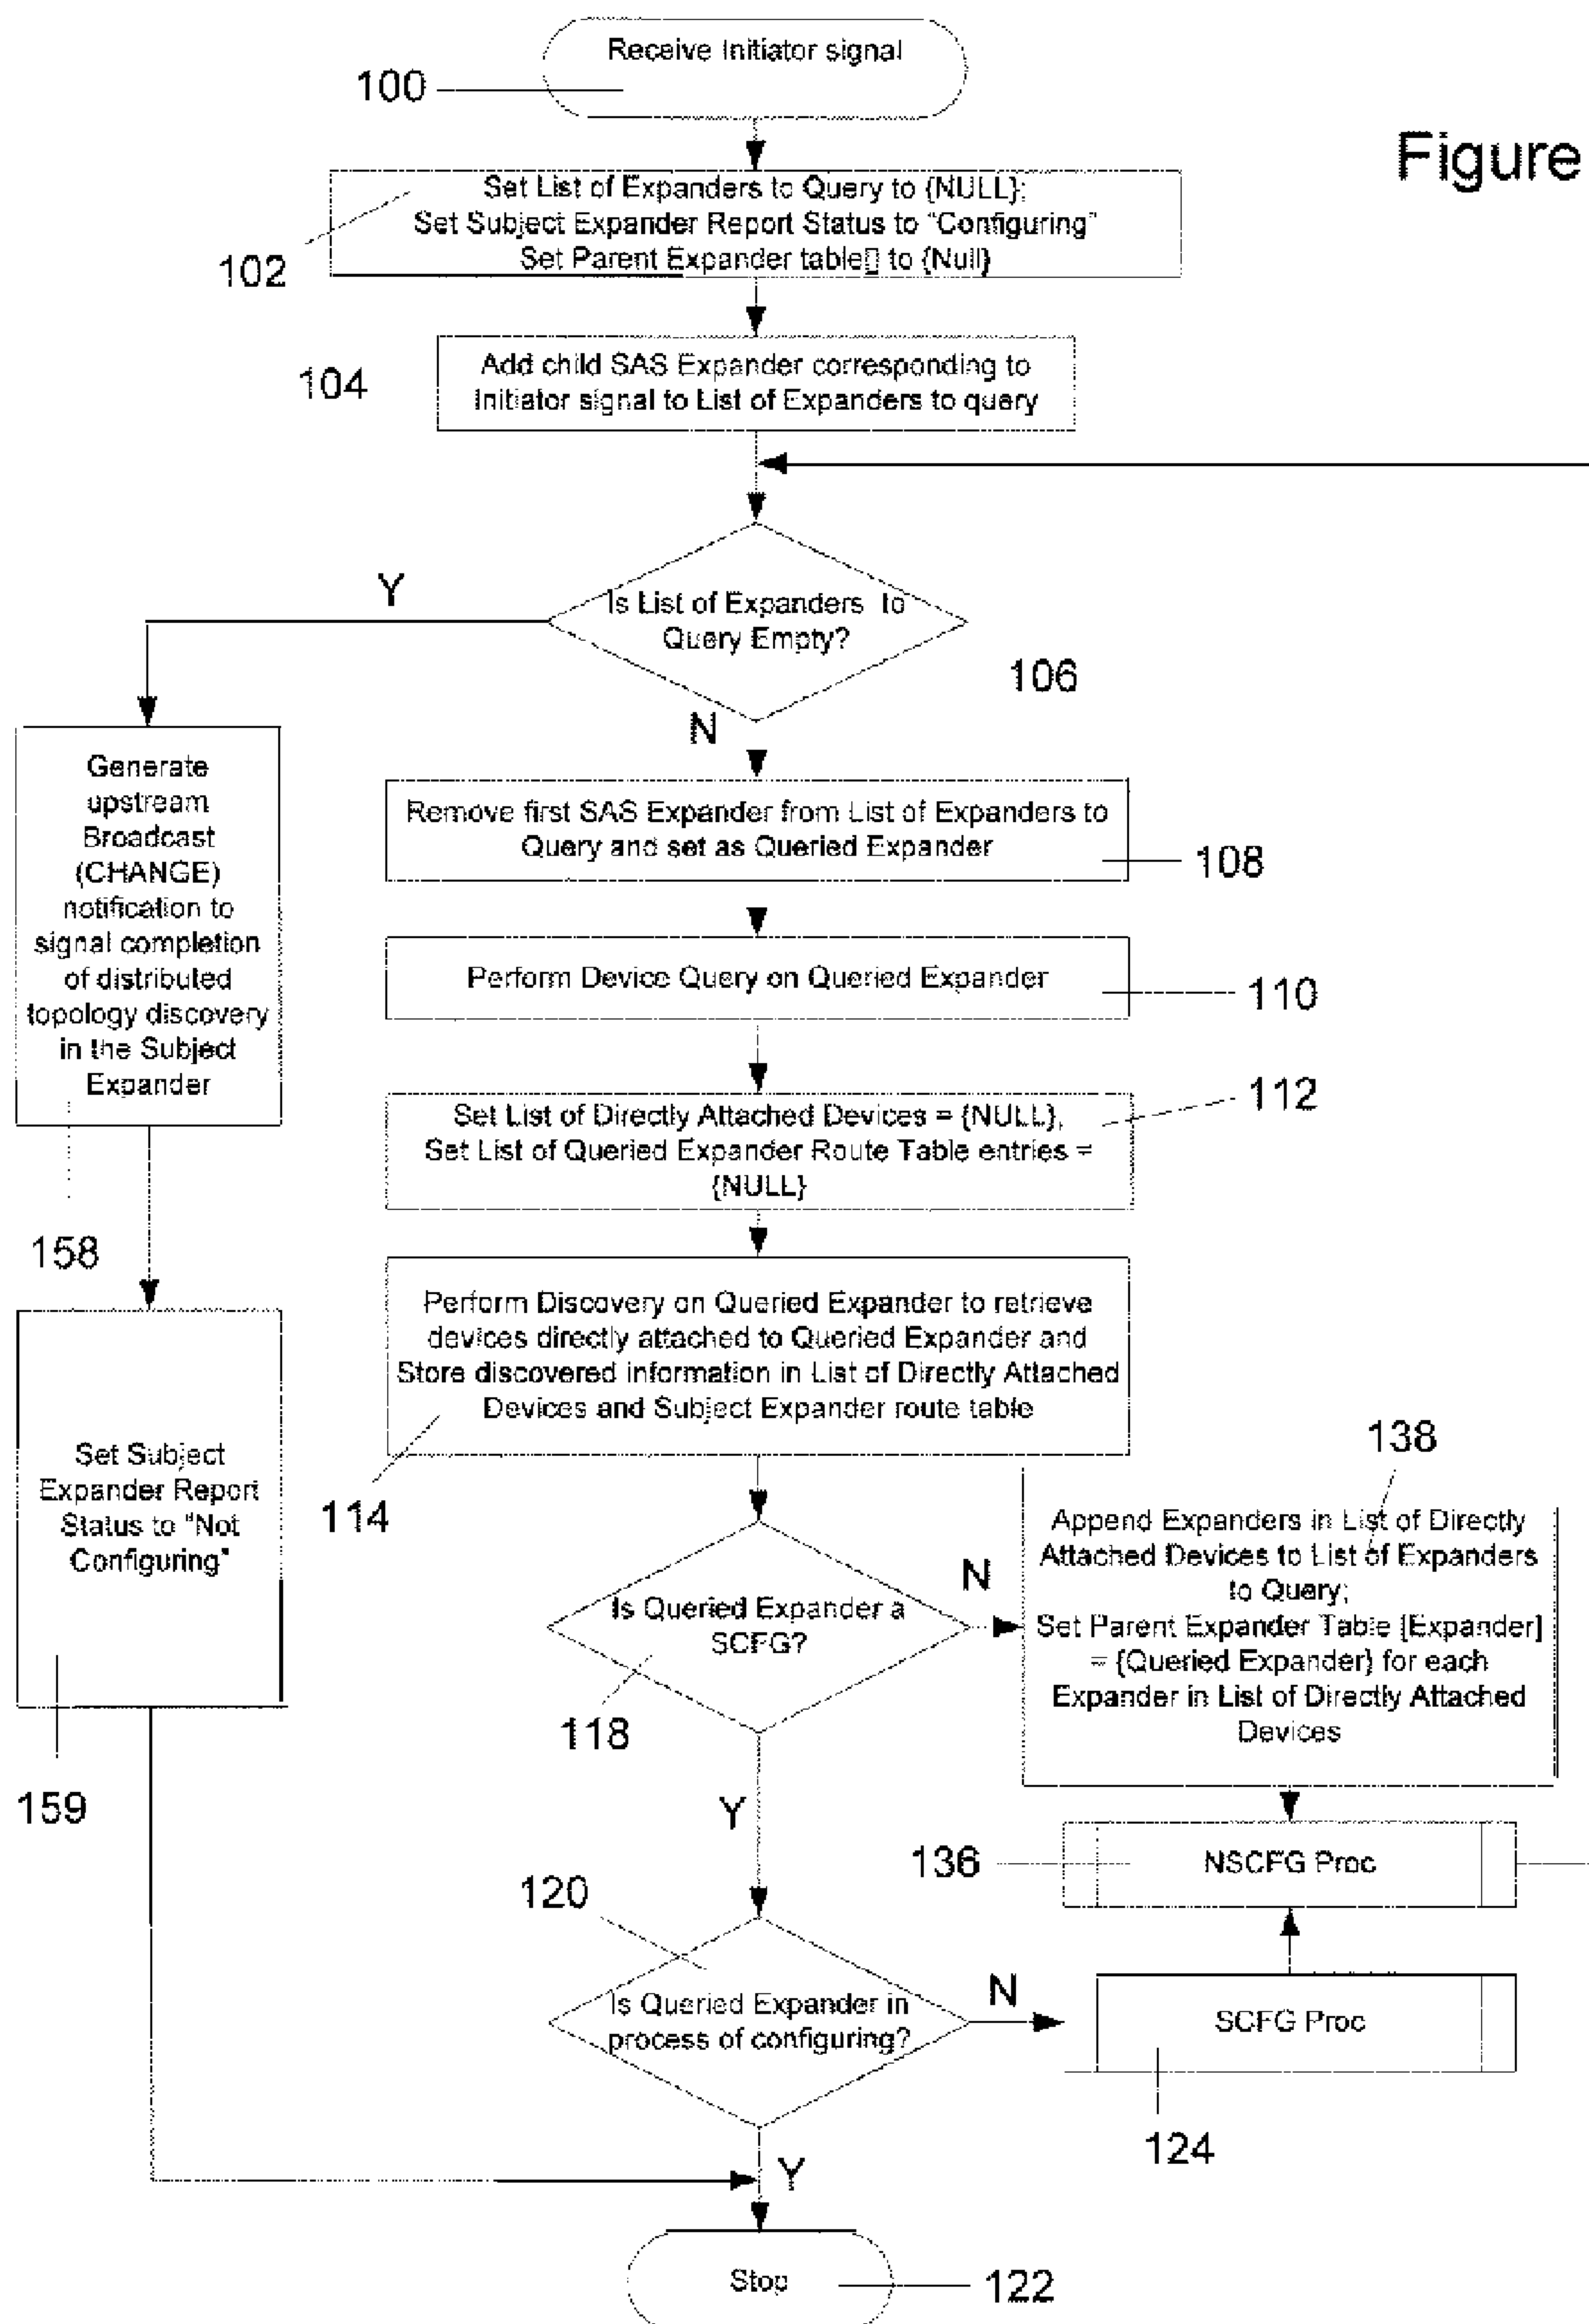 Receive Initiator signal
100
Figure
Set List of Expanders to Query to {NULL};
Set Subject Expander Report Status to "Configuring"
Set Parent Expander table[] to {Null}
102
104
Add child SAS Expander corresponding to
Initiator signal to List of Expanders to query
Y
Is List of Expanders to
Query Empty?
106
N
Generate
upstream
Broadcast
(CHANGE)
notification to
signal completion
of distributed
topology discovery
in the Subject
Expander
158
Remove first SAS Expander from List of Expanders to
Query and set as Queried Expander
108
Perform Device Query on Queried Expander
110
112
Set List of Directly Attached Devices = {NULL},
Set List of Queried Expander Route Table entries =
{NULL}
Perform Discovery on Queried Expander to retrieve
devices directly attached to Queried Expander and
Store discovered information in List of Directly Attached
Devices and Subject Expander route table
114
Set Subject
Expander Report
Status to "Not
Configuring"
159
138
Append Expanders in List of Directly
Attached Devices to List of Expanders
to Query;
Set Parent Expander Table [Expander]
= {Queried Expander} for each
Expander in List of Directly Attached
Devices
Is Queried Expander a
SCFG?
N
118
Y
136
NSCFG Proc
120
Is Queried Expander in
process of configuring?
N
SCFG Proc
124
Y
Stop
122